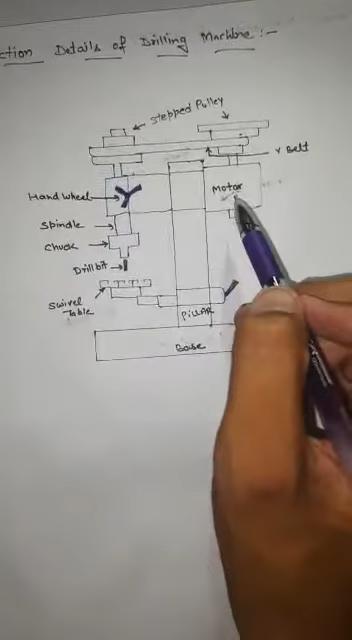 ction Details of Drilling Machine :-
Stepped Pulley
V Belt
Hand wheel
Motor
Spindle
Chuck
Drill bit
Swivel
Table
Pillar
Base